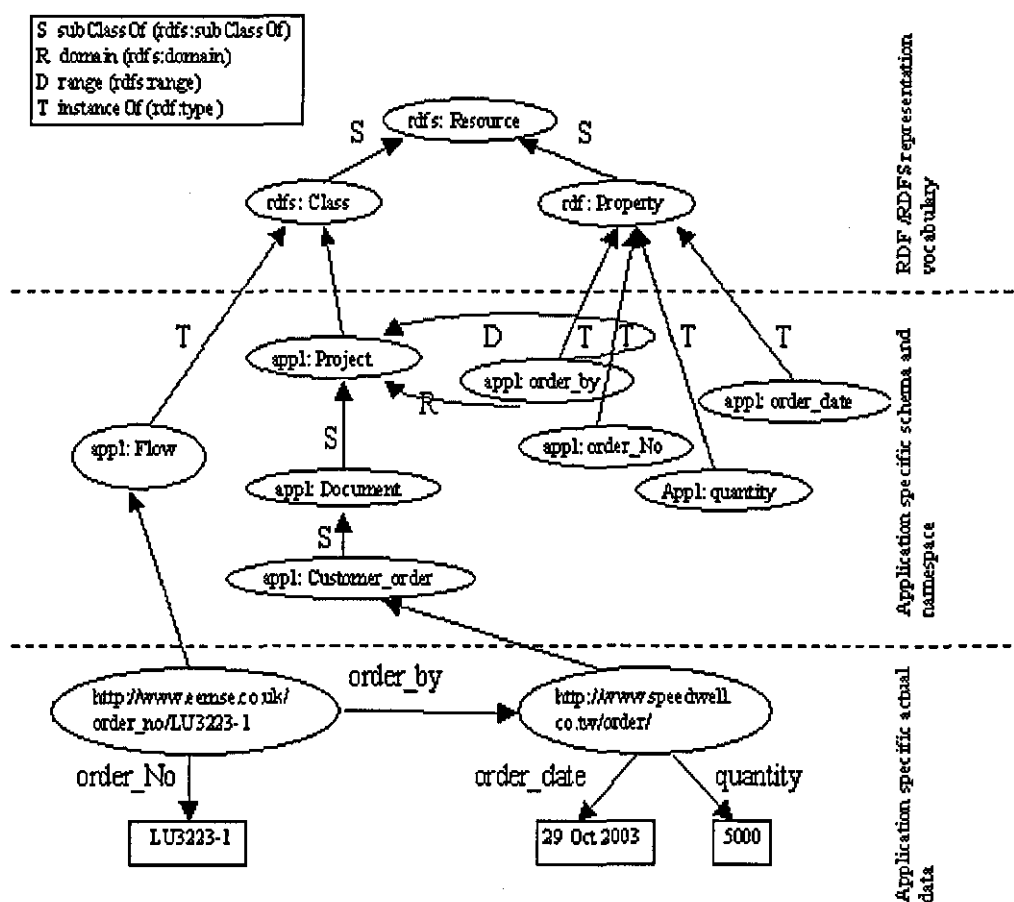 S subClassOf (rdfs:subClassOf)
R domain (rdfs:domain)
D range (rdfs:range)
T instance Of (rdf:type)
rdfs: Resource
S
S
rdfs: Class
rdf: Property
RDF /RDFS representation
vocabulary
T
D
T
T
T
T
appl: Project
appl: order_by
appl: order_date
R
S
appl: Flow
appl: order_No
appl: Document
Appl: quantity
S
appl: Customer_order
Application specific schema and
namespace
http://www.eemse.co.uk/
order_no/LU3223-1
order_by
http://www.speedwell.
co.tw/order/
order_No
order_date
quantity
LU3223-1
29 Oct 2003
5000
Application specific actual
data